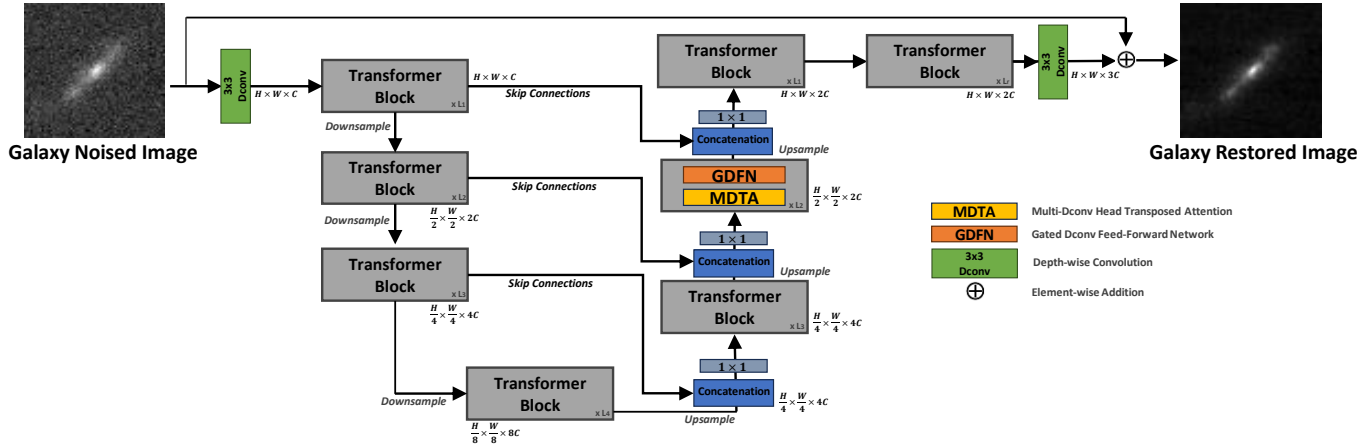 Galaxy Noised Image
3x3
Dconv
H × W × C
Transformer
Block
x L₁
H × W × C
Skip Connections
Downsample
Transformer
Block
x L₂
H/2 × W/2 × 2C
Skip Connections
Downsample
Transformer
Block
x L₃
H/4 × W/4 × 4C
Skip Connections
Downsample
Transformer
Block
x L₄
H/8 × W/8 × 8C
Upsample
Concatenation
H/4 × W/4 × 4C
1 × 1
Transformer
Block
x L₃
H/4 × W/4 × 4C
Upsample
Concatenation
1 × 1
GDFN
MDTA
x L₂
H/2 × W/2 × 2C
Upsample
Concatenation
1 × 1
Transformer
Block
x L₁
H × W × 2C
Transformer
Block
x Lᵣ
H × W × 2C
3x3
Dconv
H × W × 3C
Galaxy Restored Image
MDTA
Multi-Dconv Head Transposed Attention
GDFN
Gated Dconv Feed-Forward Network
3x3
Dconv
Depth-wise Convolution
Element-wise Addition